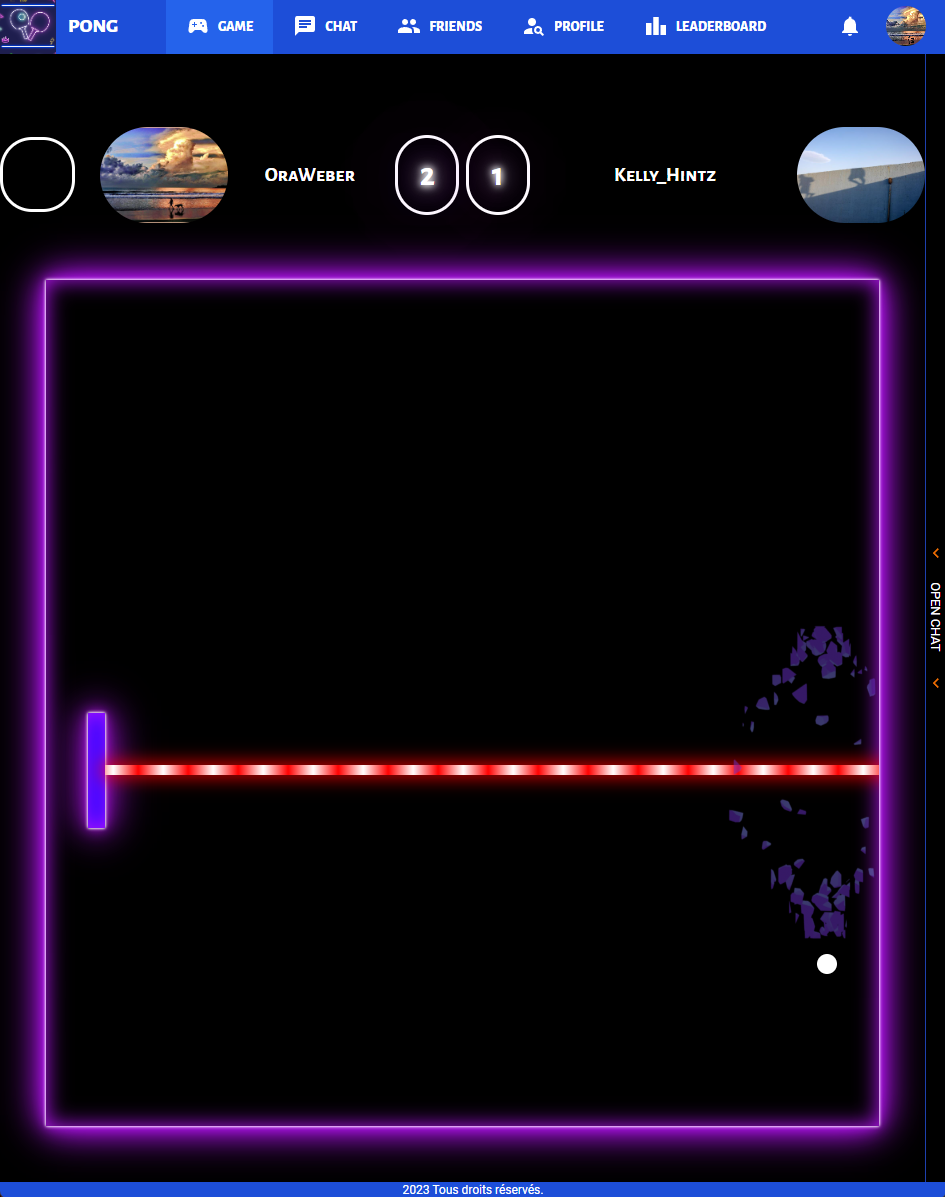 PONG
GAME
CHAT
FRIENDS
PROFILE
LEADERBOARD
OraWeber
2
1
Kelly_Hintz
OPEN CHAT
2023 Tous droits réservés.